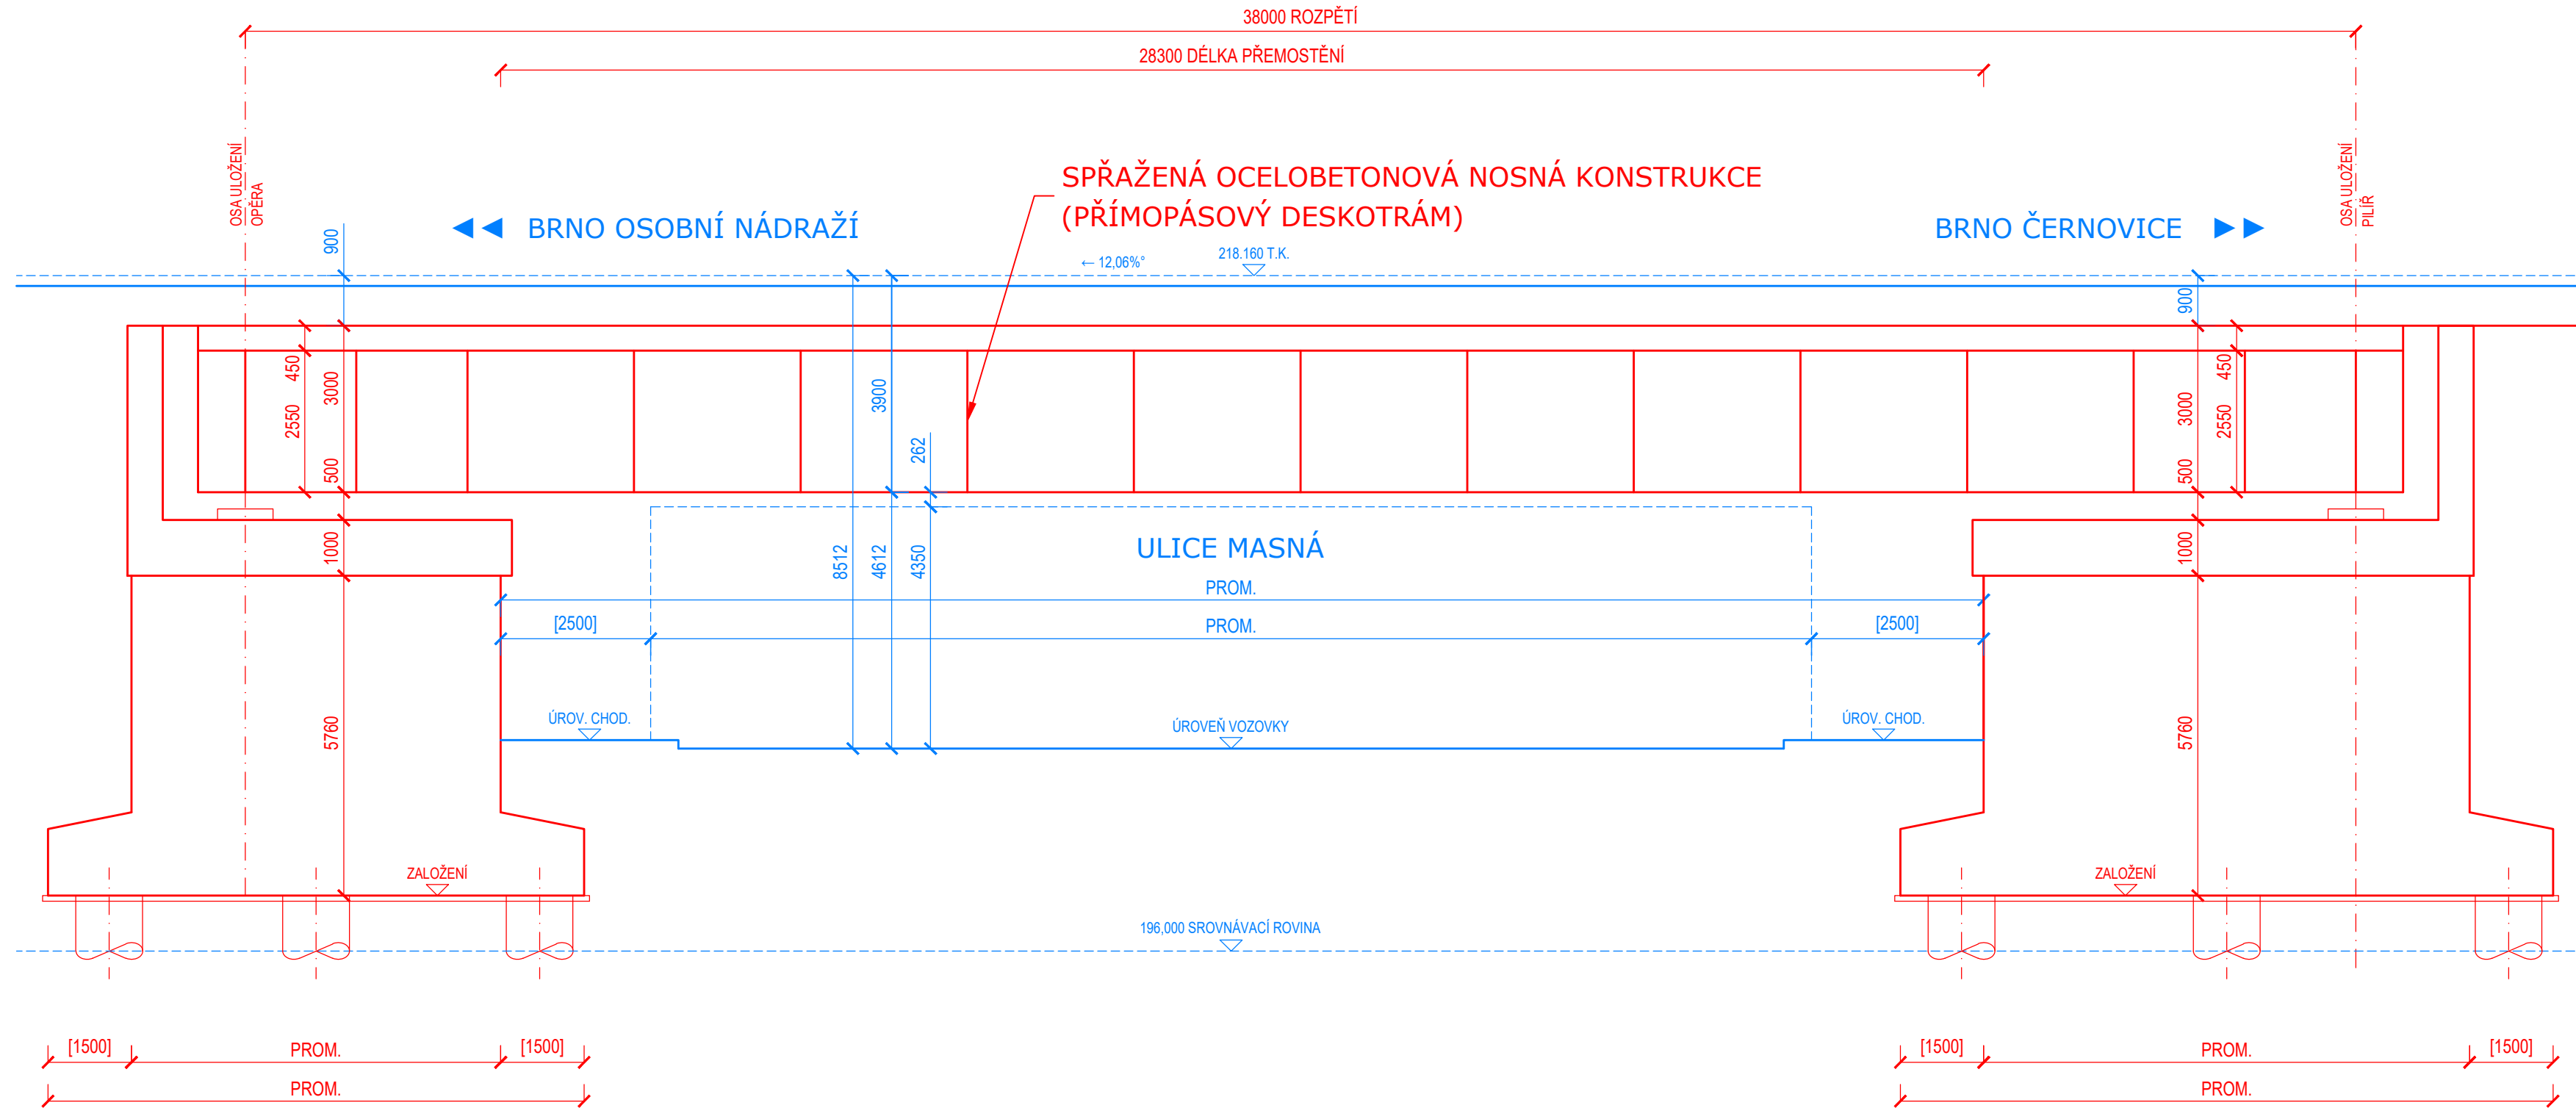 38000 ROZPĚTÍ
28300 DÉLKA PŘEMOSTĚNÍ
OSA ULOŽENÍ
OPĚRA
OSA ULOŽENÍ
PILÍŘ
SPŘAŽENÁ OCELOBETONOVÁ NOSNÁ KONSTRUKCE
(PŘÍMOPÁSOVÝ DESKOTRÁM)
◄◄ BRNO OSOBNÍ NÁDRAŽÍ
BRNO ČERNOVICE ►►
900
← 12,06%°
218.160 T.K.
900
450
3000
2550
500
1000
5760
3900
262
8512
4612
4350
450
3000
2550
500
1000
5760
ULICE MASNÁ
PROM.
[2500]
PROM.
[2500]
ÚROV. CHOD.
ÚROVEŇ VOZOVKY
ÚROV. CHOD.
ZALOŽENÍ
ZALOŽENÍ
196,000 SROVNÁVACÍ ROVINA
[1500]
PROM.
[1500]
[1500]
PROM.
[1500]
PROM.
PROM.